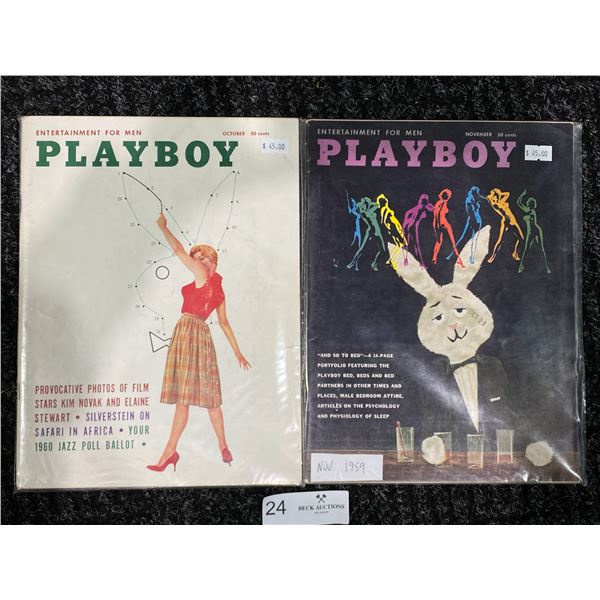 ENTERTAINMENT FOR MEN
OCTOBER 50 cents
PLAYBOY
$ 45.00
PROVOCATIVE PHOTOS OF FILM
STARS KIM NOVAK AND ELAINE
STEWART • SILVERSTEIN ON
SAFARI IN AFRICA • YOUR
1960 JAZZ POLL BALLOT •
ENTERTAINMENT FOR MEN
NOVEMBER 50 cents
PLAYBOY
$ 45.00
"AND SO TO BED"—A 14-PAGE
PORTFOLIO FEATURING THE
PLAYBOY BED, BEDS AND BED
PARTNERS IN OTHER TIMES AND
PLACES, MALE BEDROOM ATTIRE,
ARTICLES ON THE PSYCHOLOGY
AND PHYSIOLOGY OF SLEEP
NOV 1959
24
BECK AUCTIONS